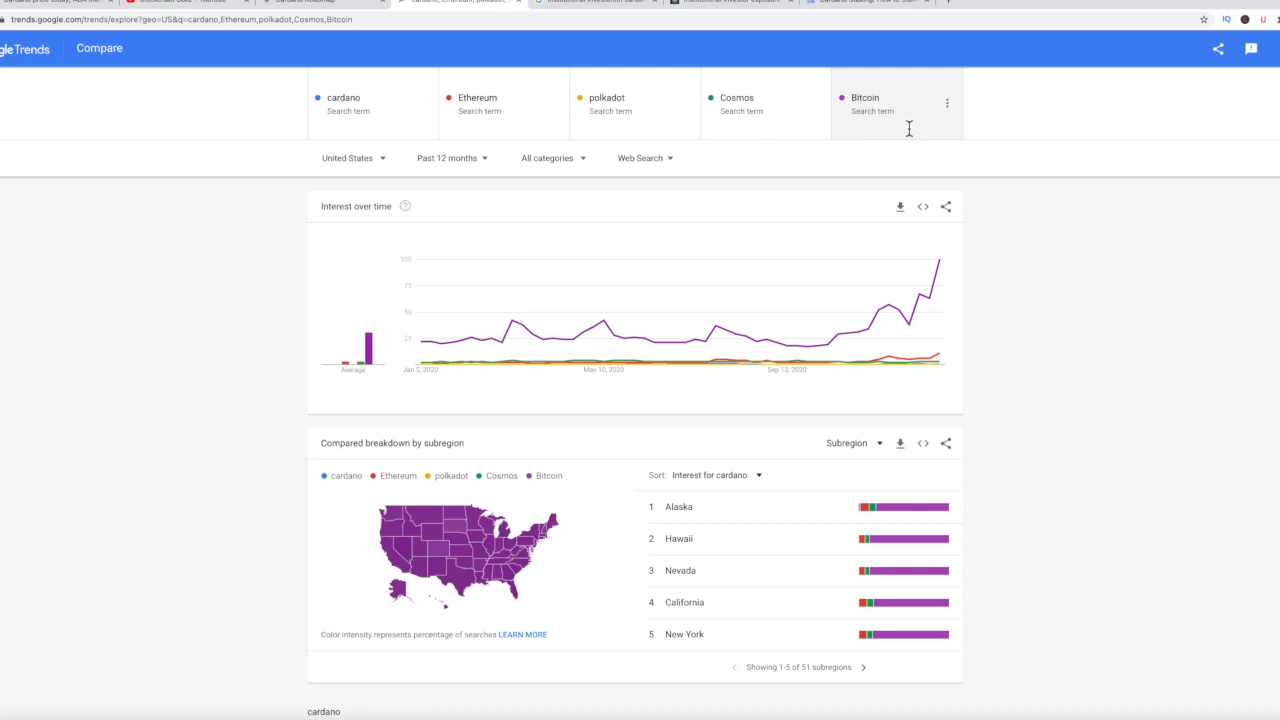 trends.google.com/trends/explore?geo=US&q=cardano,Ethereum,polkadot,Cosmos,Bitcoin
gleTrends
Compare
cardano
Search term
Ethereum
Search term
polkadot
Search term
Cosmos
Search term
Bitcoin
Search term
United States
Past 12 months
All categories
Web Search
Interest over time
100
75
50
25
Average
Jan 5, 2020
May 10, 2020
Sep 13, 2020
Compared breakdown by subregion
Subregion
cardano
Ethereum
polkadot
Cosmos
Bitcoin
Sort: Interest for cardano
1 Alaska
2 Hawaii
3 Nevada
4 California
5 New York
Color intensity represents percentage of searches LEARN MORE
Showing 1-5 of 51 subregions
cardano